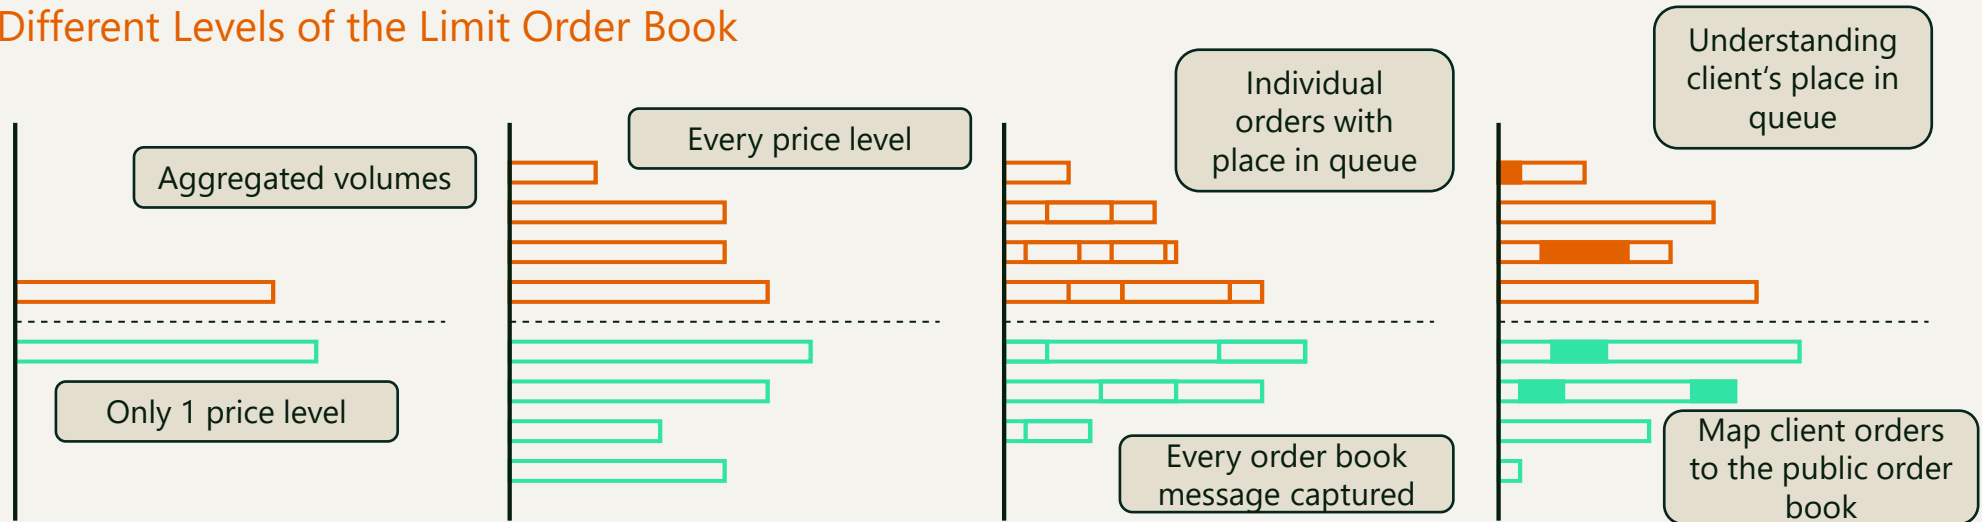 Different Levels of the Limit Order Book
Aggregated volumes
Only 1 price level
Every price level
Individual
orders with
place in queue
Every order book
message captured
Understanding
client‘s place in
queue
Map client orders
to the public order
book